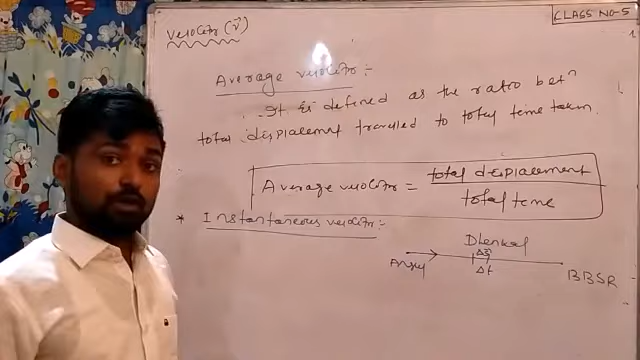 CLASS NO-5
Velocity (v⃗)
Average velocity :-
It is defined as the ratio betⁿ
total displacement travelled to total time taken.
Average velocity = total displacement / total time
* Instantaneous velocity :-
Dhenkal
Δs⃗
Angul
Δt
BBSR